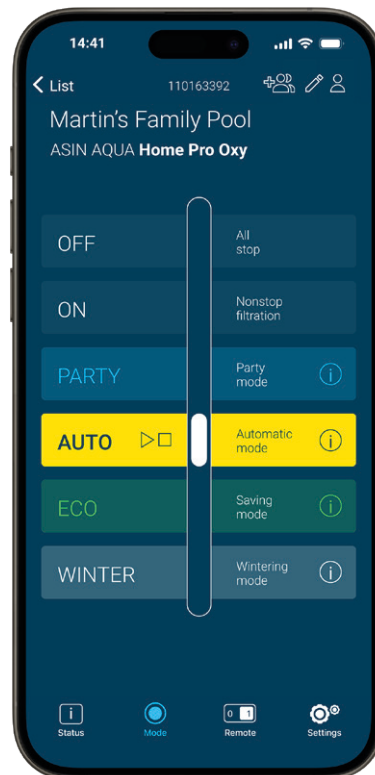 14:41
List
110163392
Martin's Family Pool
ASIN AQUA Home Pro Oxy
OFF
All
stop
ON
Nonstop
filtration
PARTY
Party
mode
AUTO
Automatic
mode
ECO
Saving
mode
WINTER
Wintering
mode
Status
Mode
0 1
Remote
Settings